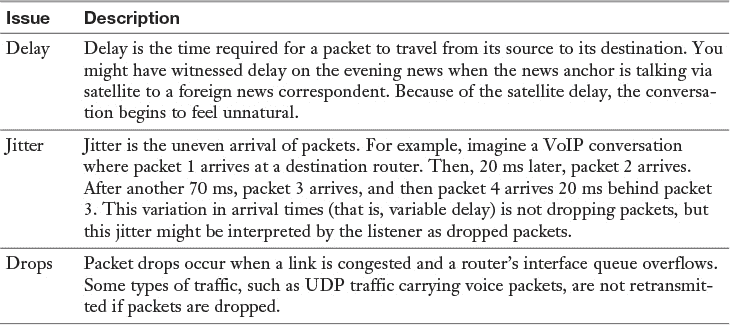 Issue Description
Delay Delay is the time required for a packet to travel from its source to its destination. You
might have witnessed delay on the evening news when the news anchor is talking via
satellite to a foreign news correspondent. Because of the satellite delay, the conversa-
tion begins to feel unnatural.
Jitter Jitter is the uneven arrival of packets. For example, imagine a VoIP conversation
where packet 1 arrives at a destination router. Then, 20 ms later, packet 2 arrives.
After another 70 ms, packet 3 arrives, and then packet 4 arrives 20 ms behind packet
3. This variation in arrival times (that is, variable delay) is not dropping packets, but
this jitter might be interpreted by the listener as dropped packets.
Drops Packet drops occur when a link is congested and a router’s interface queue overflows.
Some types of traffic, such as UDP traffic carrying voice packets, are not retransmit-
ted if packets are dropped.